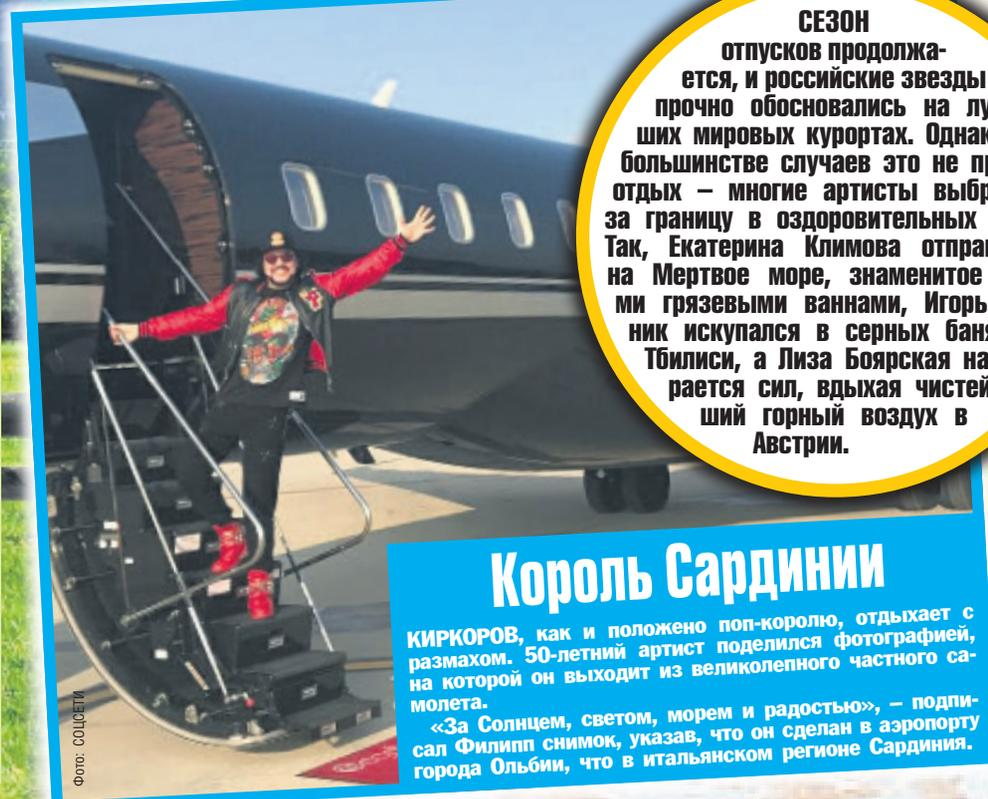 СЕЗОН
отпусков продолжа-
ется, и российские звезды
прочно обосновались на лу
ших мировых курортах. Однак
большинстве случаев это не пр
отдых – многие артисты выбр
за границу в оздоровительных
Так, Екатерина Климова отпра
на Мертвое море, знаменитое
ми грязевыми ваннами, Игорь
ник искупался в серных баня
Тбилиси, а Лиза Боярская на
рается сил, вдыхая чистей
ший горный воздух в
Австрии.
Король Сардинии
КИРКОРОВ, как и положено поп-королю, отдыхает с
размахом. 50-летний артист поделился фотографией,
на которой он выходит из великолепного частного са-
молета.
«За Солнцем, светом, морем и радостью», – подпи-
сал Филипп снимок, указав, что он сделан в аэропорту
города Ольбии, что в итальянском регионе Сардиния.
Фото: СОЦСЕТИ